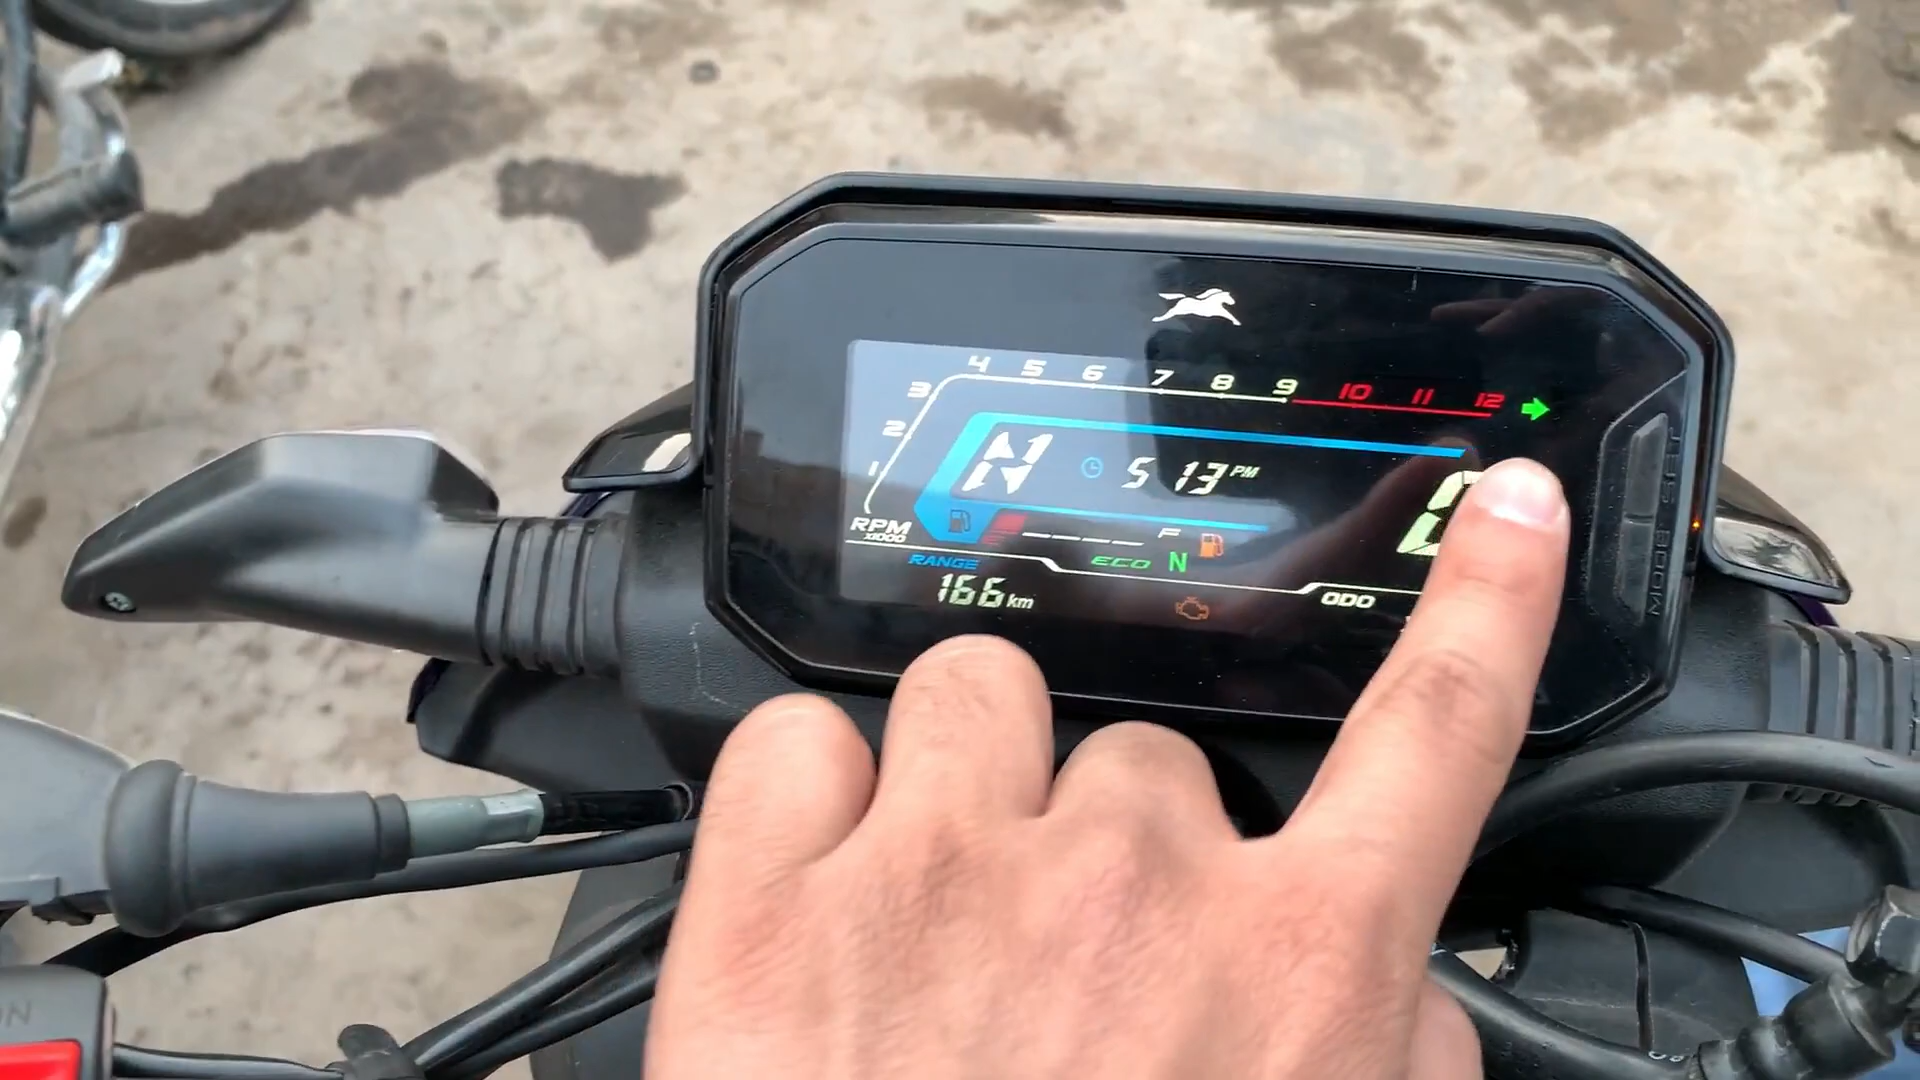 4 5 6 7 8 9 10 11 12
3
2
1
N 5 13 PM
RPM
x1000
F
RANGE ECO N
166 km
ODO
MODE SET